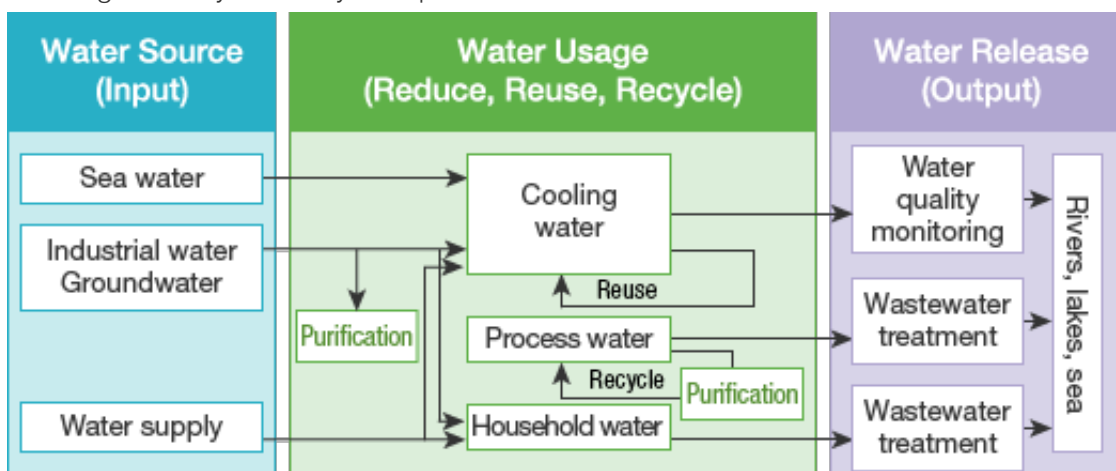 Water Source
(Input)
Water Usage
(Reduce, Reuse, Recycle)
Water Release
(Output)
Sea water
Industrial water
Groundwater
Water supply
Purification
Cooling
water
Reuse
Process water
Recycle
Purification
Household water
Water
quality
monitoring
Wastewater
treatment
Wastewater
treatment
Rivers, lakes, sea